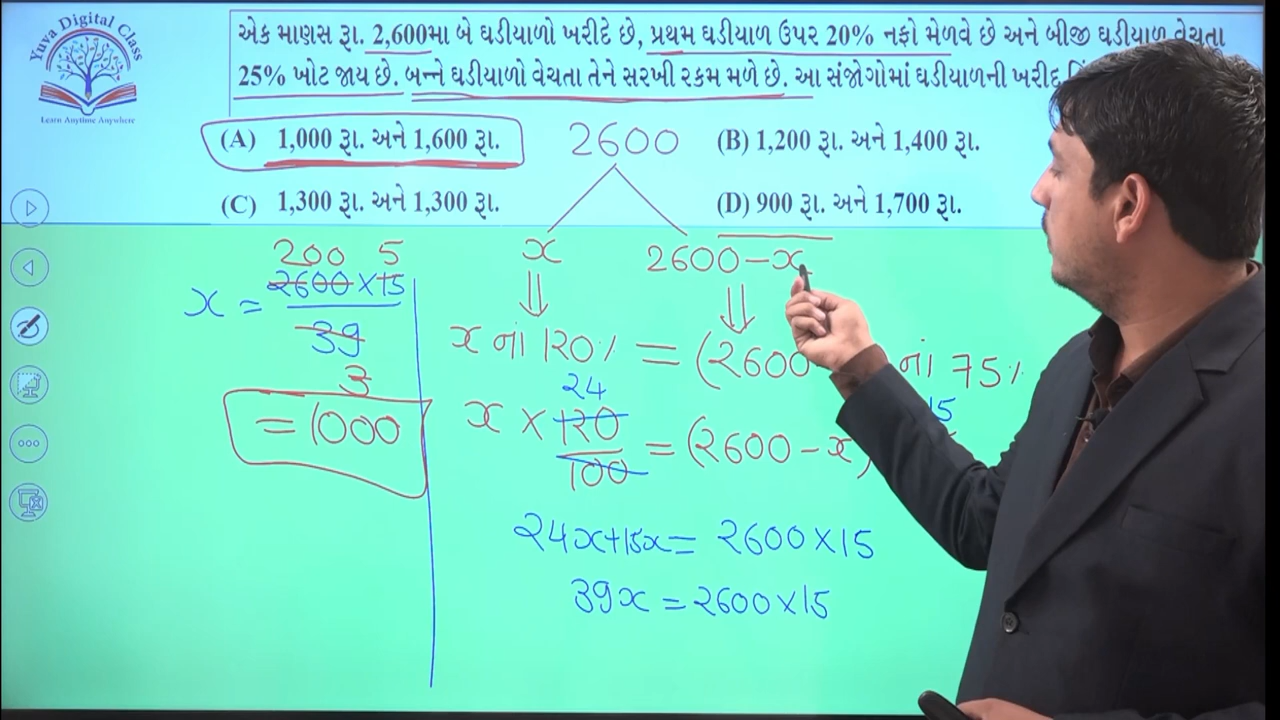 Yuva Digital Class
Learn Anytime Anywhere
એક માણસ રૂા. 2,600મા બે ઘડીયાળો ખરીદે છે, પ્રથમ ઘડીયાળ ઉપર 20% નફો મેળવે છે અને બીજી ઘડીયાળ વેચતા
25% ખોટ જાય છે. બન્ને ઘડીયાળો વેચતા તેને સરખી રકમ મળે છે. આ સંજોગોમાં ઘડીયાળની ખરીદ
(A) 1,000 રૂા. અને 1,600 રૂા.
2600
(B) 1,200 રૂા. અને 1,400 રૂા.
(C) 1,300 રૂા. અને 1,300 રૂા.
(D) 900 રૂા. અને 1,700 રૂા.
x
2600-x
x નાં 120% = (2600 નાં 75%
24
15
x × 120/100 = (2600-x)
24x+15x = 2600×15
39x = 2600×15
200 5
x = 2600×15
39
3
= 1000